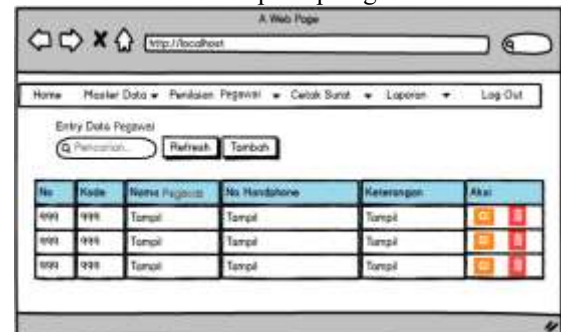 A Web Page
http://localhost
Home Master Data Penilaian Pegawai Cetak Surat Laporan Log Out
Entry Data Pegawai
Pencarian... Refresh Tambah
No Kode Nama Pegawai No Handphone Keterangan Aksi
999 999 Tampil Tampil Tampil
999 999 Tampil Tampil Tampil
999 999 Tampil Tampil Tampil